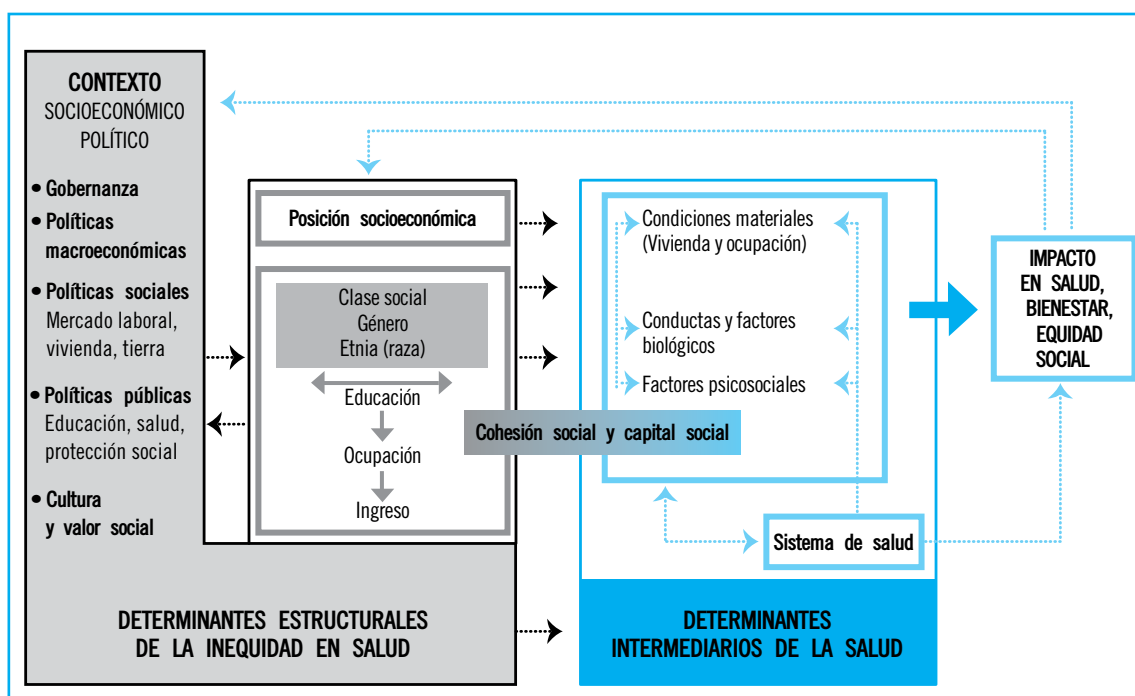 CONTEXTO
SOCIOECONÓMICO
POLÍTICO
• Gobernanza
• Políticas
macroeconómicas
• Políticas sociales
Mercado laboral,
vivienda, tierra
• Políticas públicas
Educación, salud,
protección social
• Cultura
y valor social
Posición socioeconómica
Clase social
Género
Etnia (raza)
Educación
Ocupación
Ingreso
Cohesión social y capital social
Condiciones materiales
(Vivienda y ocupación)
Conductas y factores
biológicos
Factores psicosociales
Sistema de salud
IMPACTO
EN SALUD,
BIENESTAR,
EQUIDAD
SOCIAL
DETERMINANTES ESTRUCTURALES
DE LA INEQUIDAD EN SALUD
DETERMINANTES
INTERMEDIARIOS DE LA SALUD